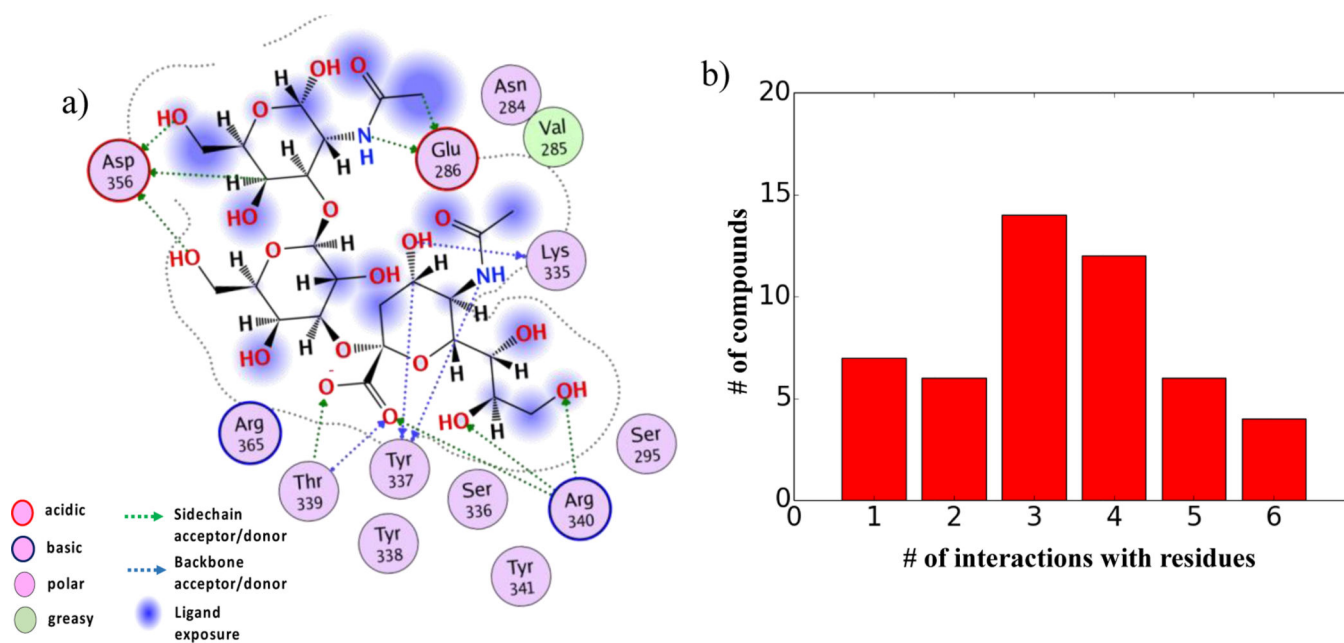 a)
OH
O
H
H
HO
O
H
H
N
H
H
H
H
HO
O
Asn
284
Val
285
Glu
286
Asp
356
HO
O
H
H
OH
H
H
HO
H
O
O
OH
H
NH
H
Lys
335
O
O
-
O
O
OH
H
HO
H
OH
Arg
365
Thr
339
Tyr
337
Tyr
338
Ser
336
Tyr
341
Arg
340
Ser
295
acidic
basic
polar
greasy
Sidechain
acceptor/donor
Backbone
acceptor/donor
Ligand
exposure
b)
# of compounds
20
15
10
5
0
0 1 2 3 4 5 6
# of interactions with residues